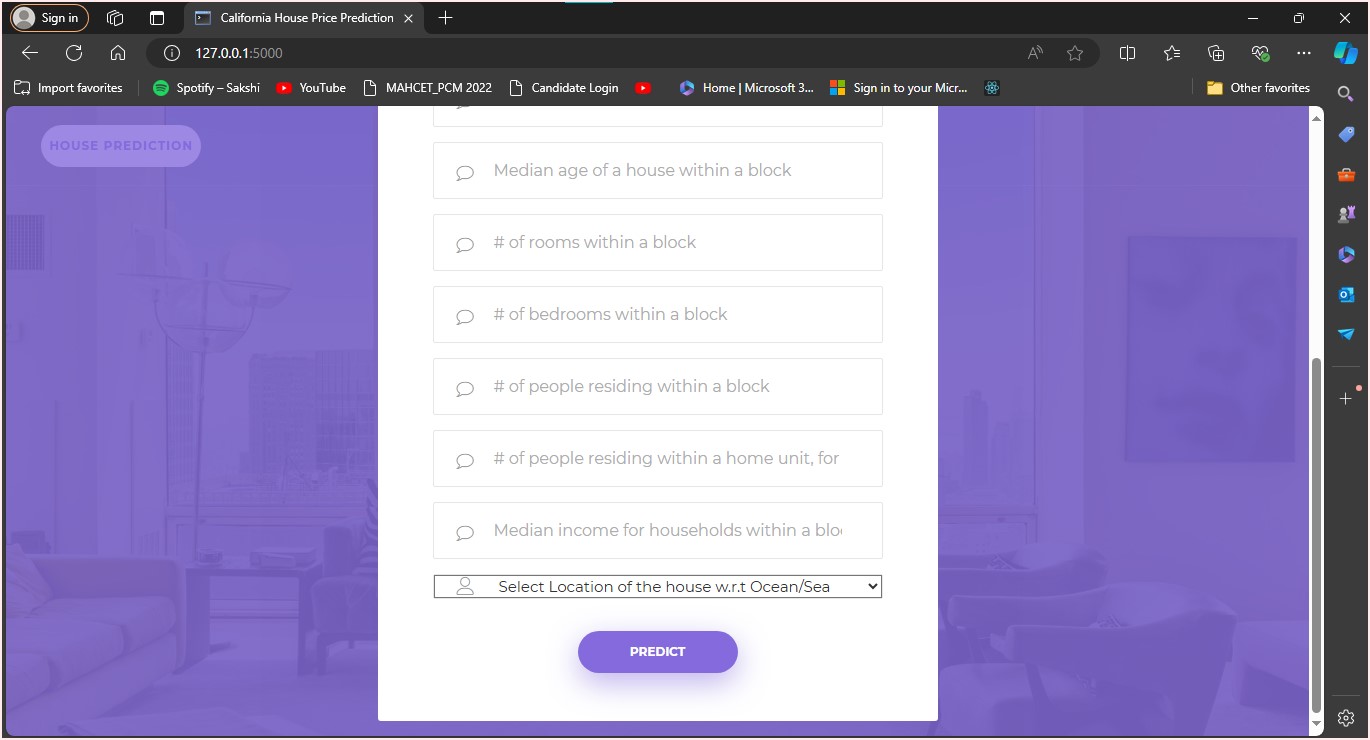 Sign in
California House Price Prediction
127.0.0.1:5000
Import favorites
Spotify – Sakshi
YouTube
MAHCET_PCM 2022
Candidate Login
Home | Microsoft 3...
Sign in to your Micr...
Other favorites
HOUSE PREDICTION
Median age of a house within a block
# of rooms within a block
# of bedrooms within a block
# of people residing within a block
# of people residing within a home unit, for
Median income for households within a blo
Select Location of the house w.r.t Ocean/Sea
PREDICT